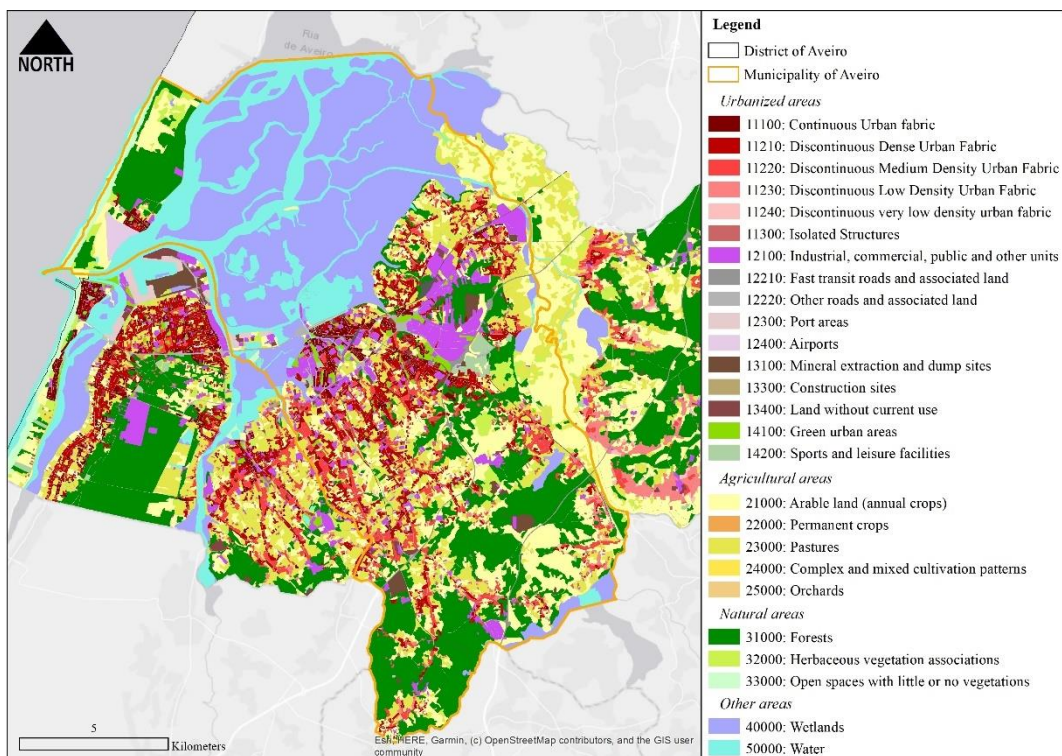 NORTH
Ria
de Aveiro
5
Kilometers
Esri, HERE, Garmin, (c) OpenStreetMap contributors, and the GIS user
community
Legend
District of Aveiro
Municipality of Aveiro
Urbanized areas
11100: Continuous Urban fabric
11210: Discontinuous Dense Urban Fabric
11220: Discontinuous Medium Density Urban Fabric
11230: Discontinuous Low Density Urban Fabric
11240: Discontinuous very low density urban fabric
11300: Isolated Structures
12100: Industrial, commercial, public and other units
12210: Fast transit roads and associated land
12220: Other roads and associated land
12300: Port areas
12400: Airports
13100: Mineral extraction and dump sites
13300: Construction sites
13400: Land without current use
14100: Green urban areas
14200: Sports and leisure facilities
Agricultural areas
21000: Arable land (annual crops)
22000: Permanent crops
23000: Pastures
24000: Complex and mixed cultivation patterns
25000: Orchards
Natural areas
31000: Forests
32000: Herbaceous vegetation associations
33000: Open spaces with little or no vegetations
Other areas
40000: Wetlands
50000: Water